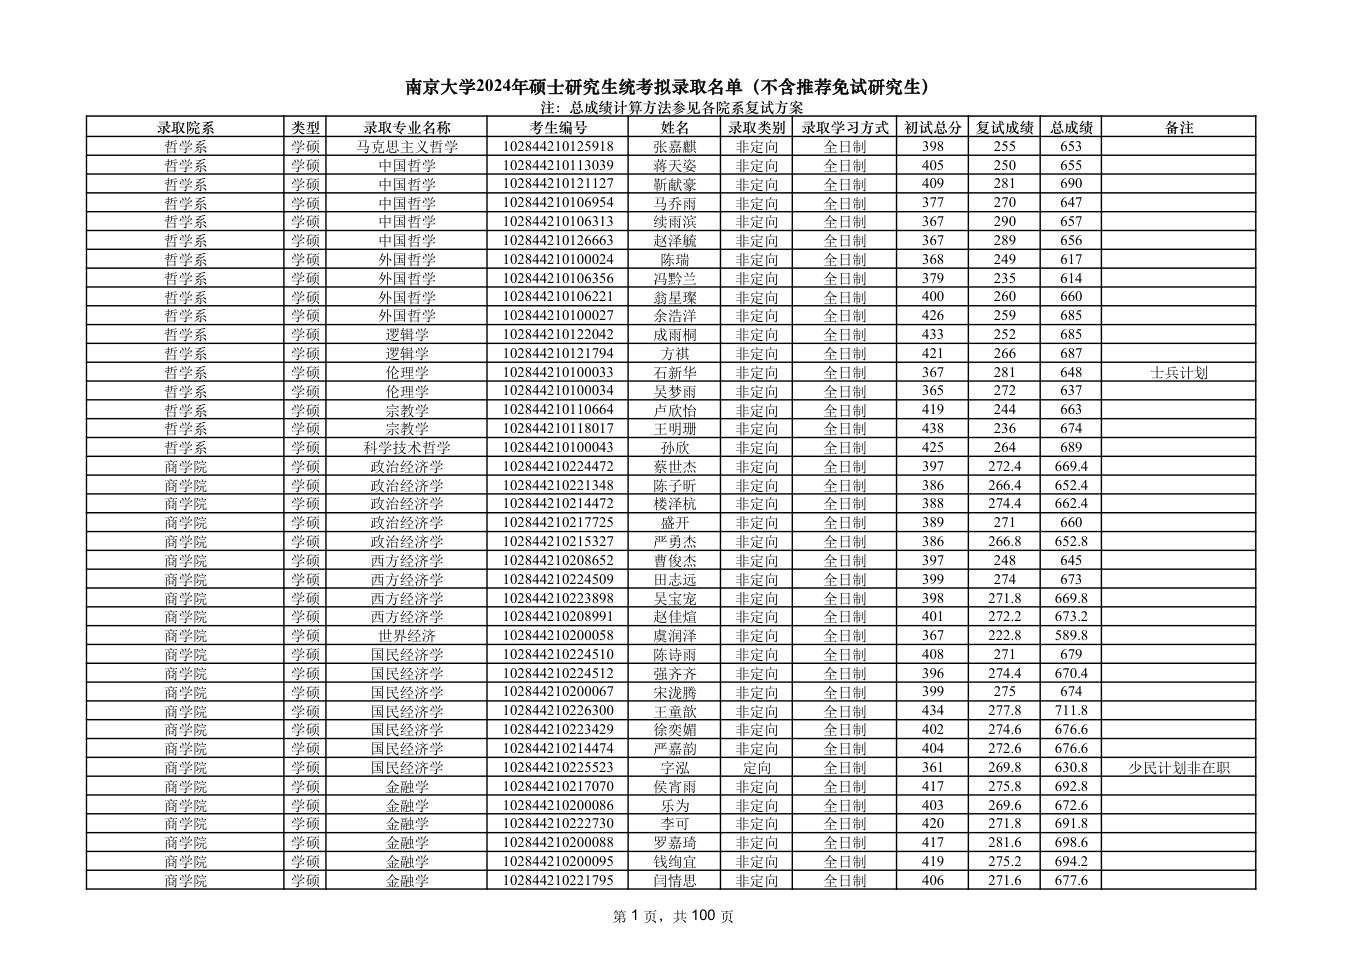 南京大学2024年硕士研究生统考拟录取名单（不含推荐免试研究生）
注：总成绩计算方法参见各院系复试方案
录取院系 类型 录取专业名称 考生编号 姓名 录取类别 录取学习方式 初试总分 复试成绩 总成绩 备注
哲学系 学硕 马克思主义哲学 102844210125918 张嘉麒 非定向 全日制 398 255 653
哲学系 学硕 中国哲学 102844210113039 蒋天姿 非定向 全日制 405 250 655
哲学系 学硕 中国哲学 102844210121127 靳献豪 非定向 全日制 409 281 690
哲学系 学硕 中国哲学 102844210106954 马乔雨 非定向 全日制 377 270 647
哲学系 学硕 中国哲学 102844210106313 续雨滨 非定向 全日制 367 290 657
哲学系 学硕 中国哲学 102844210126663 赵泽毓 非定向 全日制 367 289 656
哲学系 学硕 外国哲学 102844210100024 陈瑞 非定向 全日制 368 249 617
哲学系 学硕 外国哲学 102844210106356 冯黔兰 非定向 全日制 379 235 614
哲学系 学硕 外国哲学 102844210106221 翁星璨 非定向 全日制 400 260 660
哲学系 学硕 外国哲学 102844210100027 余浩洋 非定向 全日制 426 259 685
哲学系 学硕 逻辑学 102844210122042 成雨桐 非定向 全日制 433 252 685
哲学系 学硕 逻辑学 102844210121794 方祺 非定向 全日制 421 266 687
哲学系 学硕 伦理学 102844210100033 石新华 非定向 全日制 367 281 648 士兵计划
哲学系 学硕 伦理学 102844210100034 吴梦雨 非定向 全日制 365 272 637
哲学系 学硕 宗教学 102844210110664 卢欣怡 非定向 全日制 419 244 663
哲学系 学硕 宗教学 102844210118017 王明珊 非定向 全日制 438 236 674
哲学系 学硕 科学技术哲学 102844210100043 孙欣 非定向 全日制 425 264 689
商学院 学硕 政治经济学 102844210224472 蔡世杰 非定向 全日制 397 272.4 669.4
商学院 学硕 政治经济学 102844210221348 陈子昕 非定向 全日制 386 266.4 652.4
商学院 学硕 政治经济学 102844210214472 楼泽杭 非定向 全日制 388 274.4 662.4
商学院 学硕 政治经济学 102844210217725 盛开 非定向 全日制 389 271 660
商学院 学硕 政治经济学 102844210215327 严勇杰 非定向 全日制 386 266.8 652.8
商学院 学硕 西方经济学 102844210208652 曹俊杰 非定向 全日制 397 248 645
商学院 学硕 西方经济学 102844210224509 田志远 非定向 全日制 399 274 673
商学院 学硕 西方经济学 102844210223898 吴宝宠 非定向 全日制 398 271.8 669.8
商学院 学硕 西方经济学 102844210208991 赵佳煊 非定向 全日制 401 272.2 673.2
商学院 学硕 世界经济 102844210200058 虞润泽 非定向 全日制 367 222.8 589.8
商学院 学硕 国民经济学 102844210224510 陈诗雨 非定向 全日制 408 271 679
商学院 学硕 国民经济学 102844210224512 强齐齐 非定向 全日制 396 274.4 670.4
商学院 学硕 国民经济学 102844210200067 宋泷腾 非定向 全日制 399 275 674
商学院 学硕 国民经济学 102844210226300 王童歆 非定向 全日制 434 277.8 711.8
商学院 学硕 国民经济学 102844210223429 徐奕媚 非定向 全日制 402 274.6 676.6
商学院 学硕 国民经济学 102844210214474 严嘉韵 非定向 全日制 404 272.6 676.6
商学院 学硕 国民经济学 102844210225523 字泓 定向 全日制 361 269.8 630.8 少民计划非在职
商学院 学硕 金融学 102844210217070 侯宵雨 非定向 全日制 417 275.8 692.8
商学院 学硕 金融学 102844210200086 乐为 非定向 全日制 403 269.6 672.6
商学院 学硕 金融学 102844210222730 李可 非定向 全日制 420 271.8 691.8
商学院 学硕 金融学 102844210200088 罗嘉琦 非定向 全日制 417 281.6 698.6
商学院 学硕 金融学 102844210200095 钱绚宜 非定向 全日制 419 275.2 694.2
商学院 学硕 金融学 102844210221795 闫情思 非定向 全日制 406 271.6 677.6
第 1 页，共 100 页